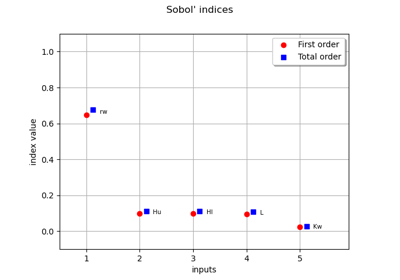 Sobol' indices
First order
Total order
1.0
0.8
0.6
0.4
0.2
0.0
index value
rw
Hu
Hl
L
Kw
1 2 3 4 5
inputs